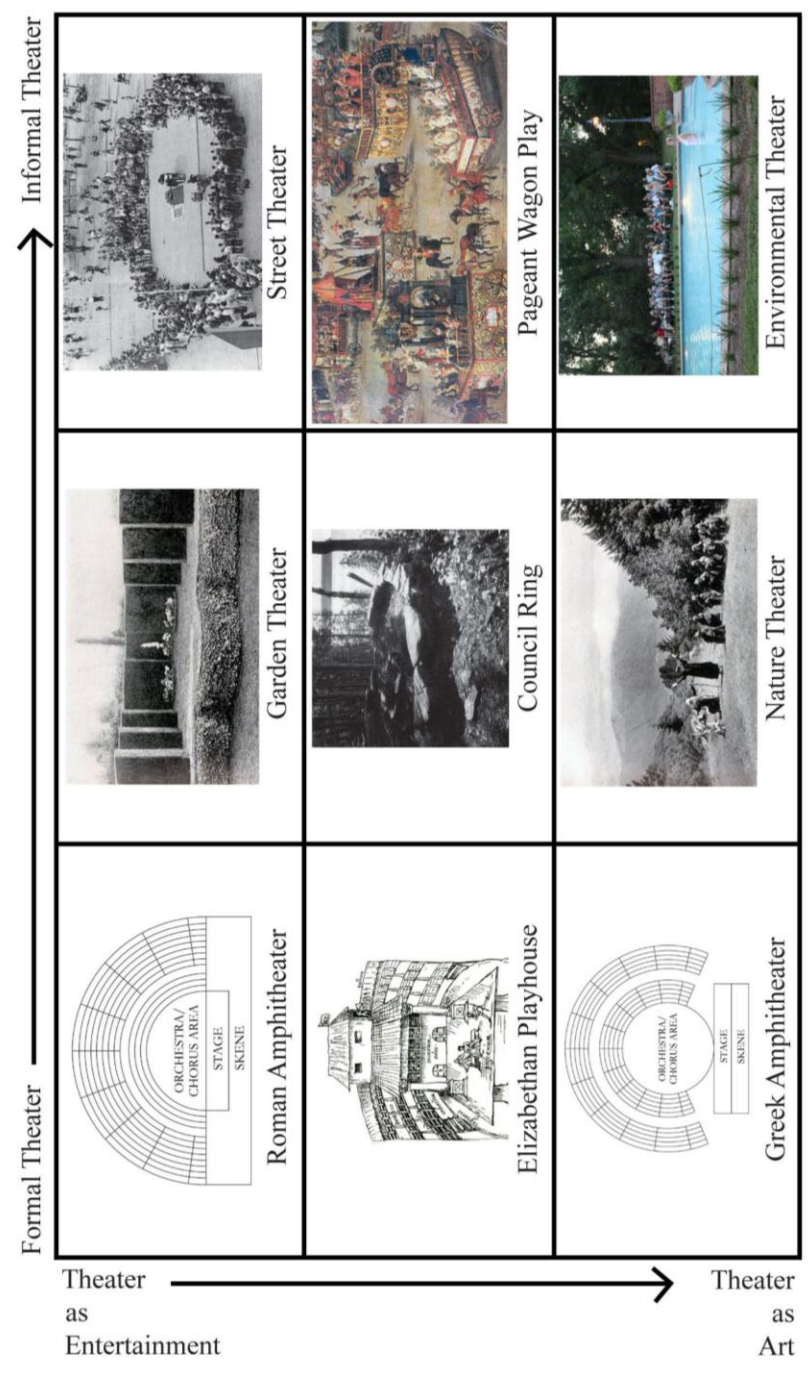 Formal Theater
Informal Theater
Theater
as
Entertainment
ORCHESTRA/
CHORUS AREA
STAGE
SKENE
Roman Amphitheater
Garden Theater
Street Theater
Elizabethan Playhouse
Council Ring
Pageant Wagon Play
ORCHESTRA/
CHORUS AREA
STAGE
SKENE
Greek Amphitheater
Nature Theater
Environmental Theater
Theater
as
Art